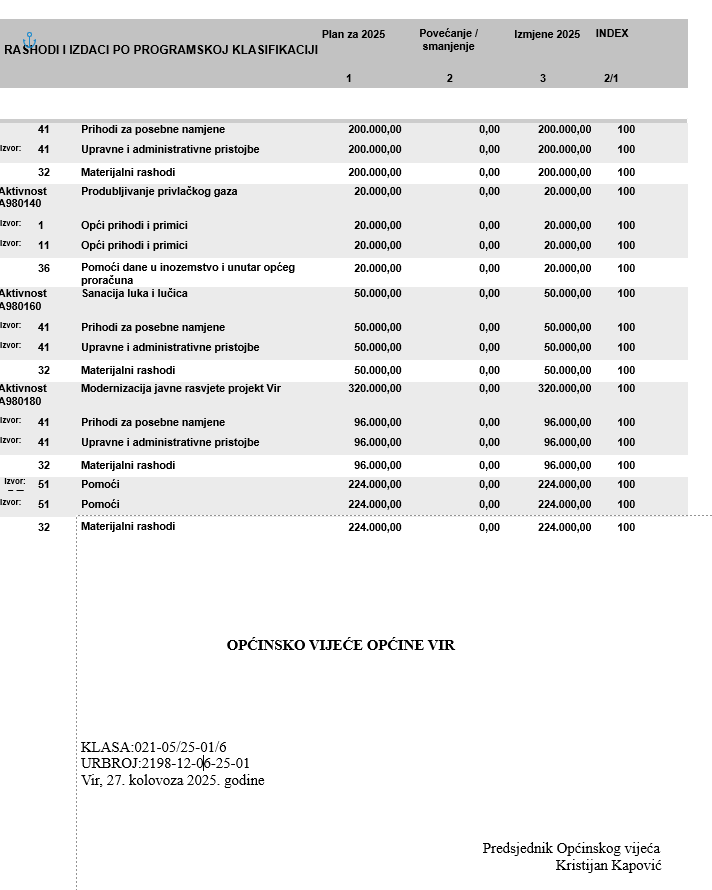 RASHODI I IZDACI PO PROGRAMSKOJ KLASIFIKACIJI Plan za 2025 Povećanje / smanjenje Izmjene 2025 INDEX
1 2 3 2/1
41 Prihodi za posebne namjene 200.000,00 0,00 200.000,00 100
Izvor: 41 Upravne i administrativne pristojbe 200.000,00 0,00 200.000,00 100
32 Materijalni rashodi 200.000,00 0,00 200.000,00 100
Aktivnost Produbljivanje privlačkog gaza 20.000,00 0,00 20.000,00 100
A980140
Izvor: 1 Opći prihodi i primici 20.000,00 0,00 20.000,00 100
Izvor: 11 Opći prihodi i primici 20.000,00 0,00 20.000,00 100
36 Pomoći dane u inozemstvo i unutar općeg 20.000,00 0,00 20.000,00 100
proračuna
Aktivnost Sanacija luka i lučica 50.000,00 0,00 50.000,00 100
A980160
Izvor: 41 Prihodi za posebne namjene 50.000,00 0,00 50.000,00 100
Izvor: 41 Upravne i administrativne pristojbe 50.000,00 0,00 50.000,00 100
32 Materijalni rashodi 50.000,00 0,00 50.000,00 100
Aktivnost Modernizacija javne rasvjete projekt Vir 320.000,00 0,00 320.000,00 100
A980180
Izvor: 41 Prihodi za posebne namjene 96.000,00 0,00 96.000,00 100
Izvor: 41 Upravne i administrativne pristojbe 96.000,00 0,00 96.000,00 100
32 Materijalni rashodi 96.000,00 0,00 96.000,00 100
Izvor: 51 Pomoći 224.000,00 0,00 224.000,00 100
Izvor: 51 Pomoći 224.000,00 0,00 224.000,00 100
32 Materijalni rashodi 224.000,00 0,00 224.000,00 100
OPĆINSKO VIJEĆE OPĆINE VIR
KLASA:021-05/25-01/6
URBROJ:2198-12-06-25-01
Vir, 27. kolovoza 2025. godine
Predsjednik Općinskog vijeća
Kristijan Kapović